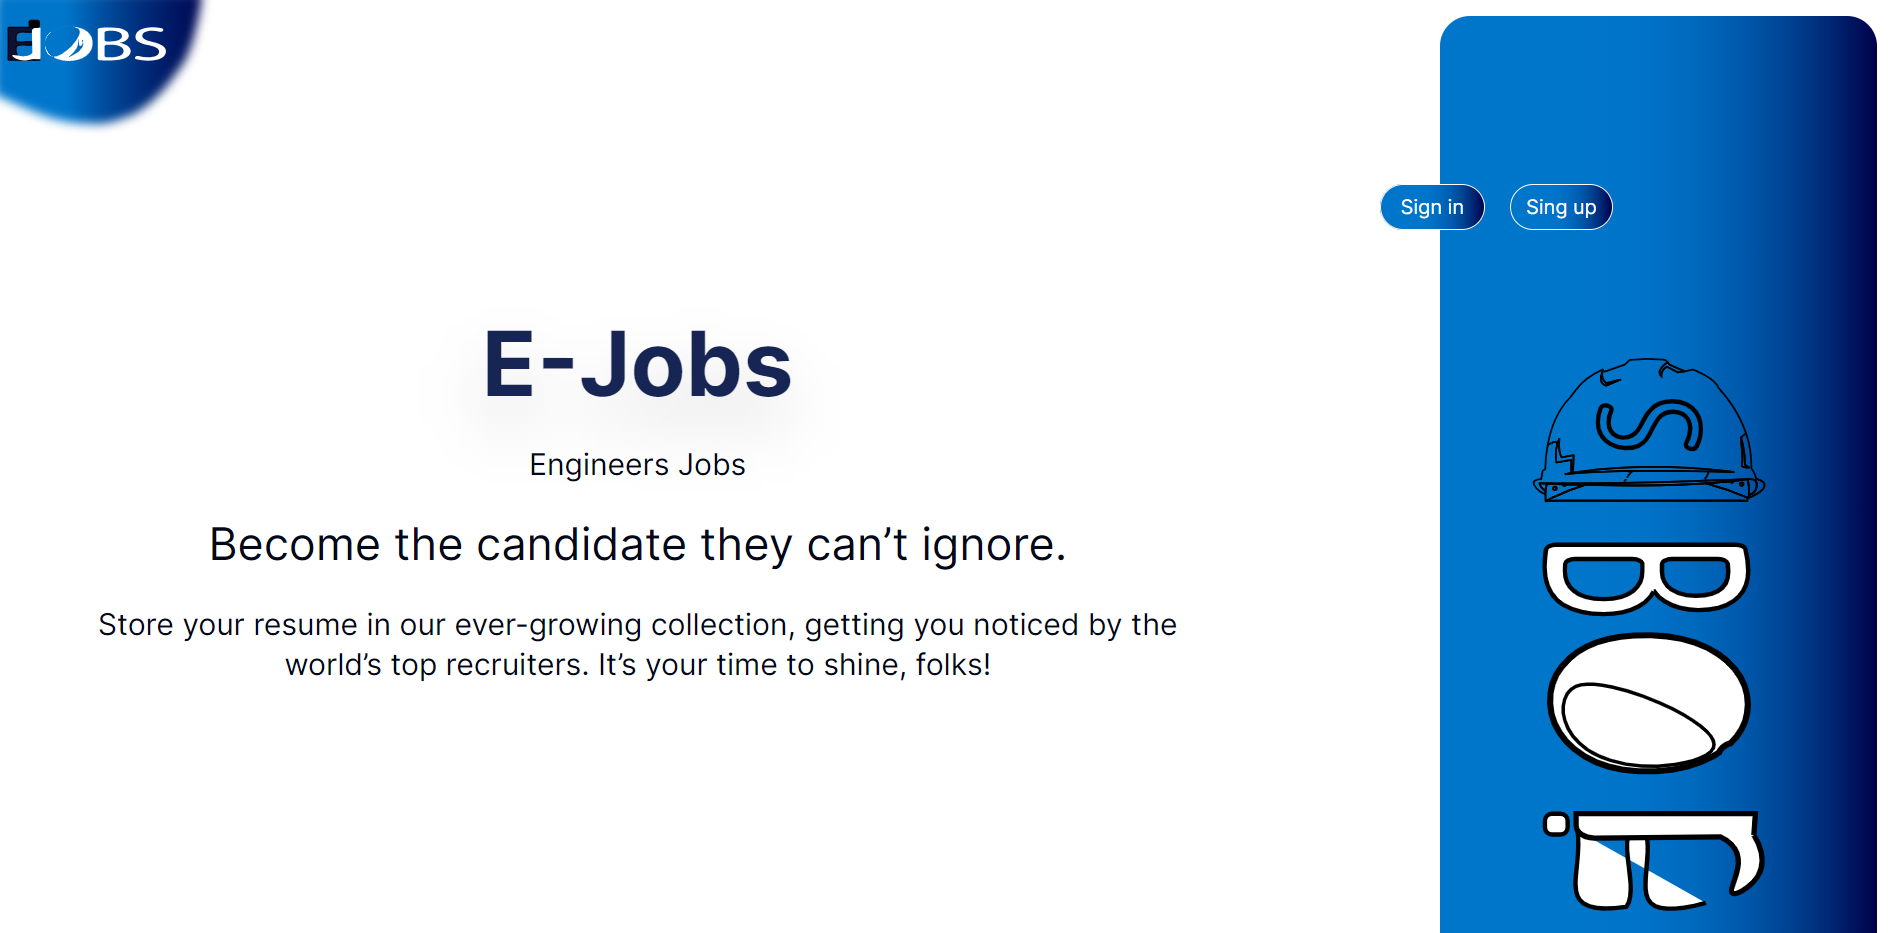 EJOBS
Sign in
Sing up
E-Jobs
Engineers Jobs
Become the candidate they can’t ignore.
Store your resume in our ever-growing collection, getting you noticed by the
world’s top recruiters. It’s your time to shine, folks!
EJOBS